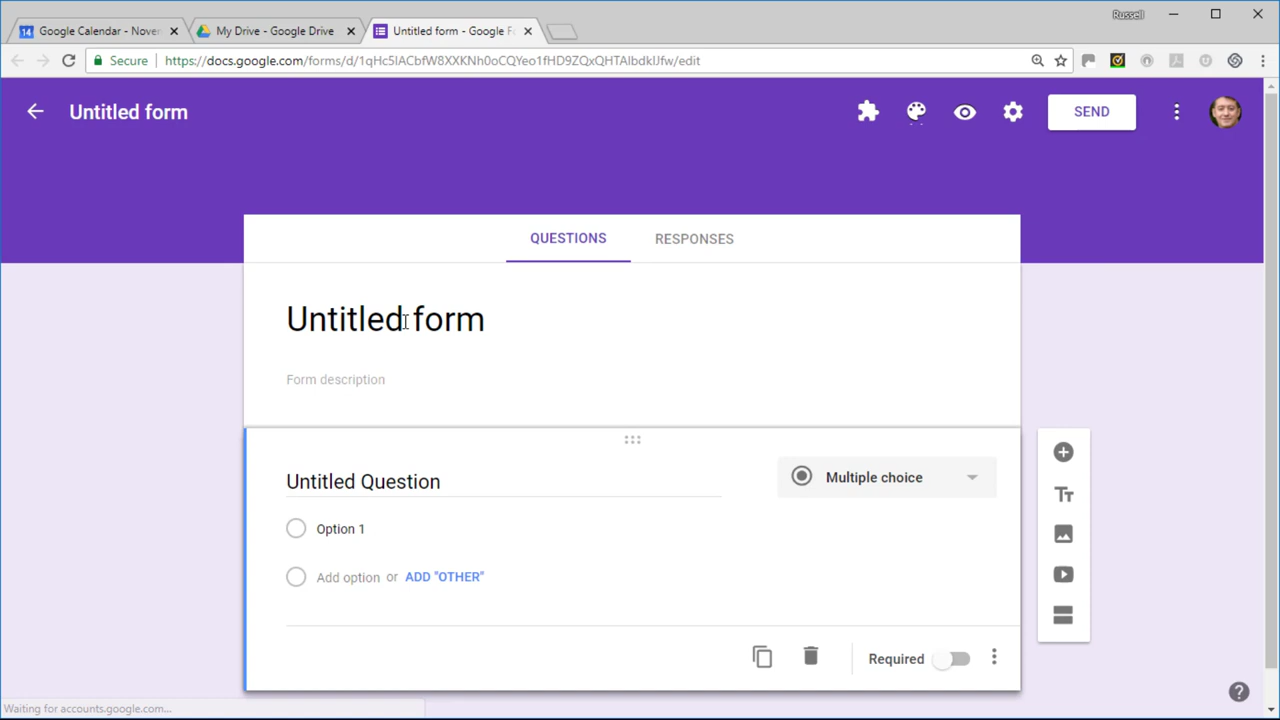 Russell
14 Google Calendar - Nover
My Drive - Google Drive
Untitled form - Google F
Secure https://docs.google.com/forms/d/1qHc5lACbfW8XXKNh0oCQYeo1fHD9ZQxQHTAlbdklJfw/edit
Untitled form
SEND
QUESTIONS RESPONSES
Untitled form
Form description
Untitled Question
Multiple choice
Option 1
Add option or ADD "OTHER"
Required
Waiting for accounts.google.com...